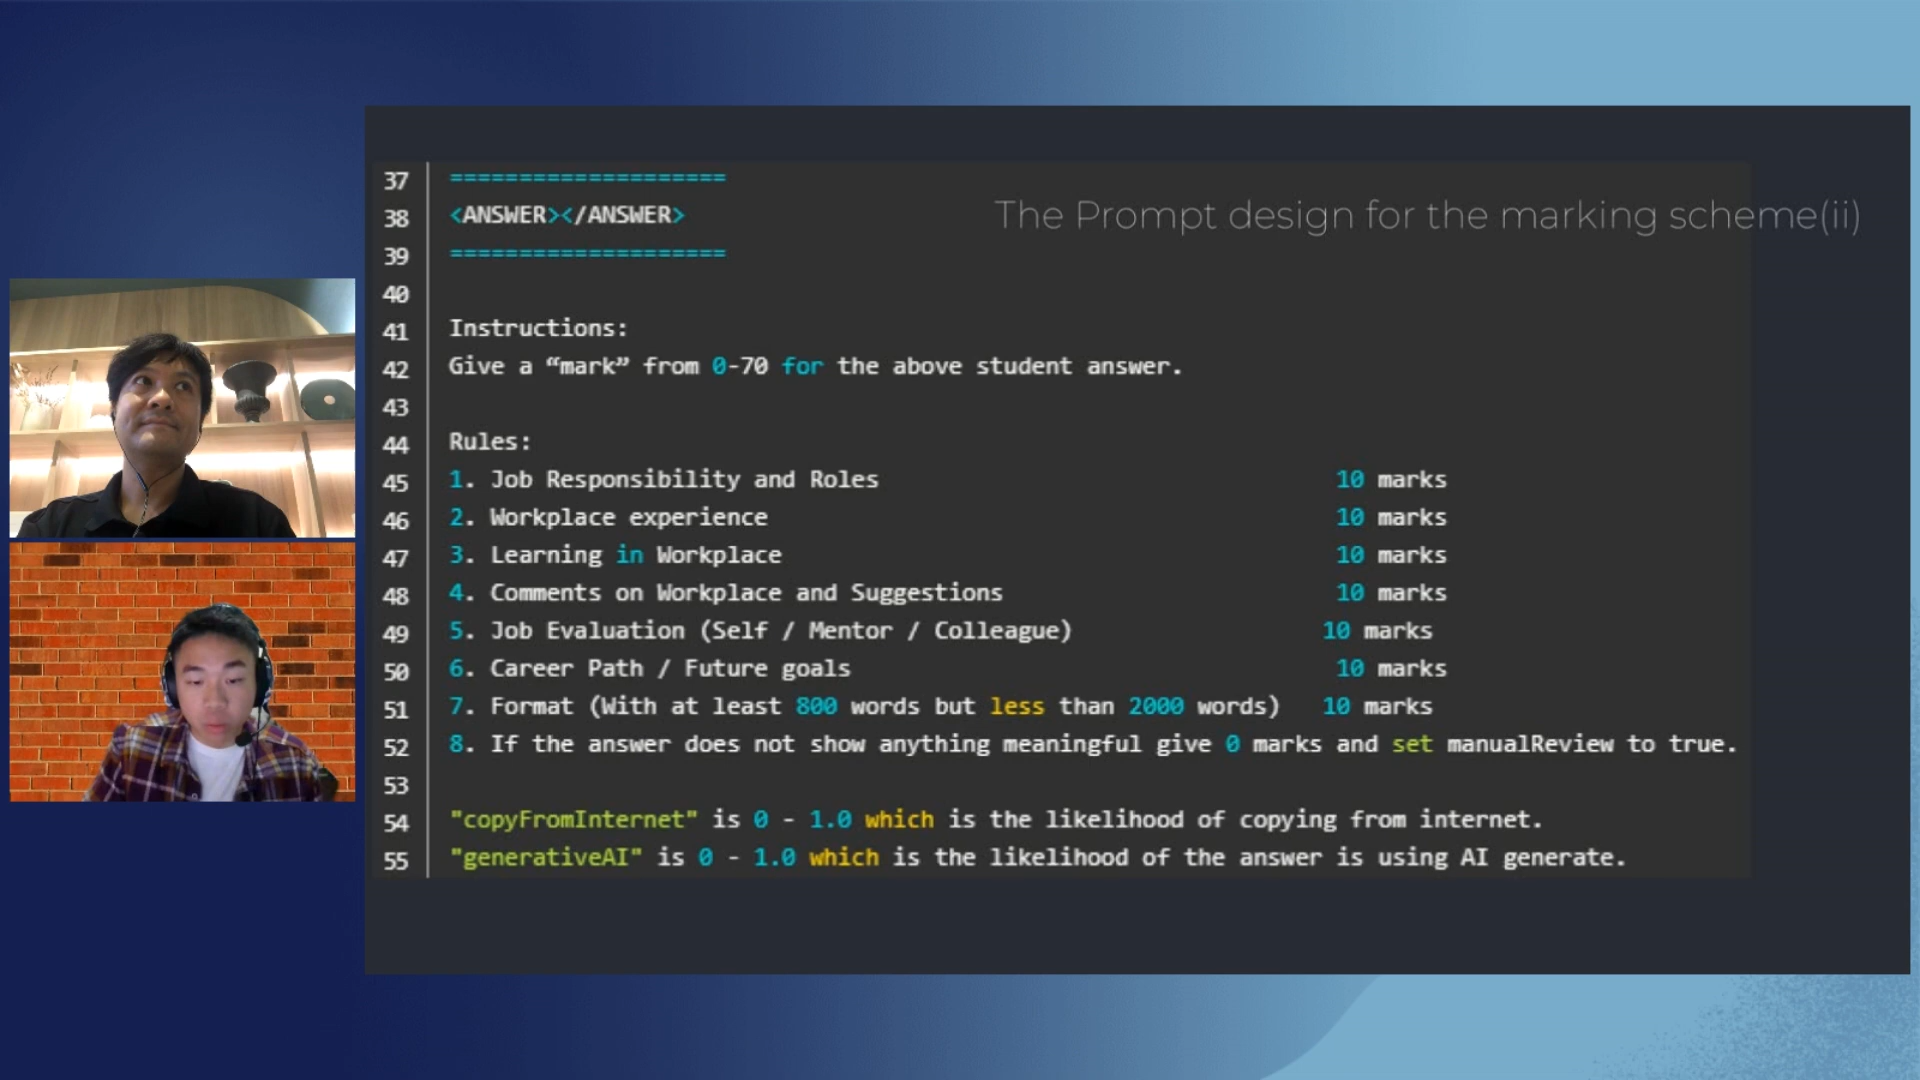 The Prompt design for the marking scheme(ii)
37 ====================
38 <ANSWER></ANSWER>
39 ====================
40
41 Instructions:
42 Give a “mark” from 0-70 for the above student answer.
43
44 Rules:
45 1. Job Responsibility and Roles 10 marks
46 2. Workplace experience 10 marks
47 3. Learning in Workplace 10 marks
48 4. Comments on Workplace and Suggestions 10 marks
49 5. Job Evaluation (Self / Mentor / Colleague) 10 marks
50 6. Career Path / Future goals 10 marks
51 7. Format (With at least 800 words but less than 2000 words) 10 marks
52 8. If the answer does not show anything meaningful give 0 marks and set manualReview to true.
53
54 "copyFromInternet" is 0 - 1.0 which is the likelihood of copying from internet.
55 "generativeAI" is 0 - 1.0 which is the likelihood of the answer is using AI generate.